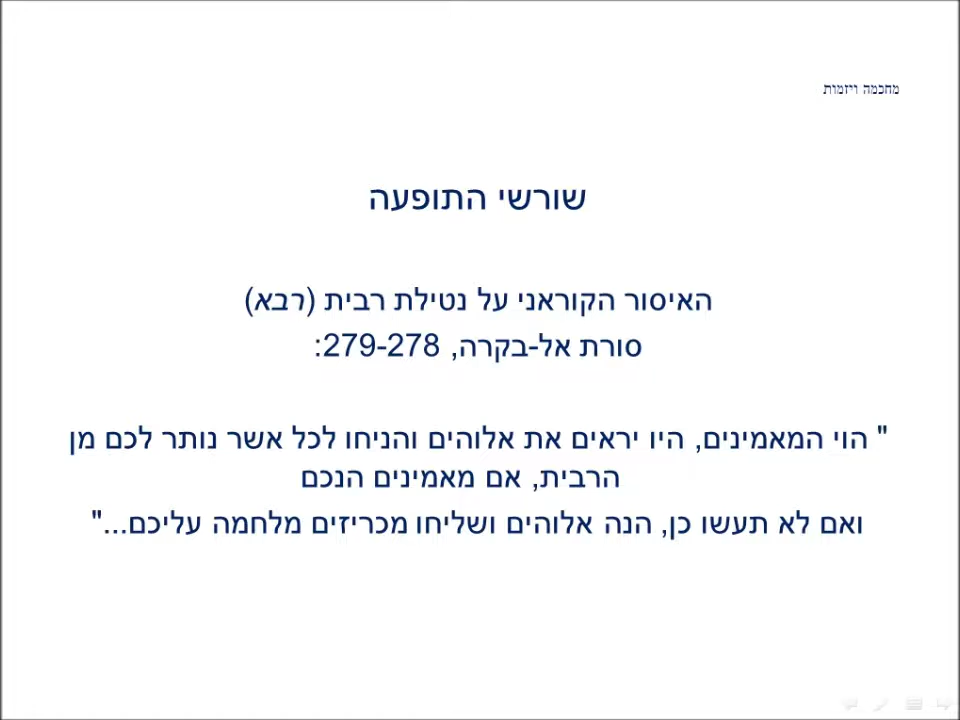 מחכמה ויזמות
שורשי התופעה
האיסור הקוראני על נטילת רבית (רבא)
סורת אל-בקרה, 279-278:
" הוי המאמינים, היו יראים את אלוהים והניחו לכל אשר נותר לכם מן
הרבית, אם מאמינים הנכם
ואם לא תעשו כן, הנה אלוהים ושליחו מכריזים מלחמה עליכם..."